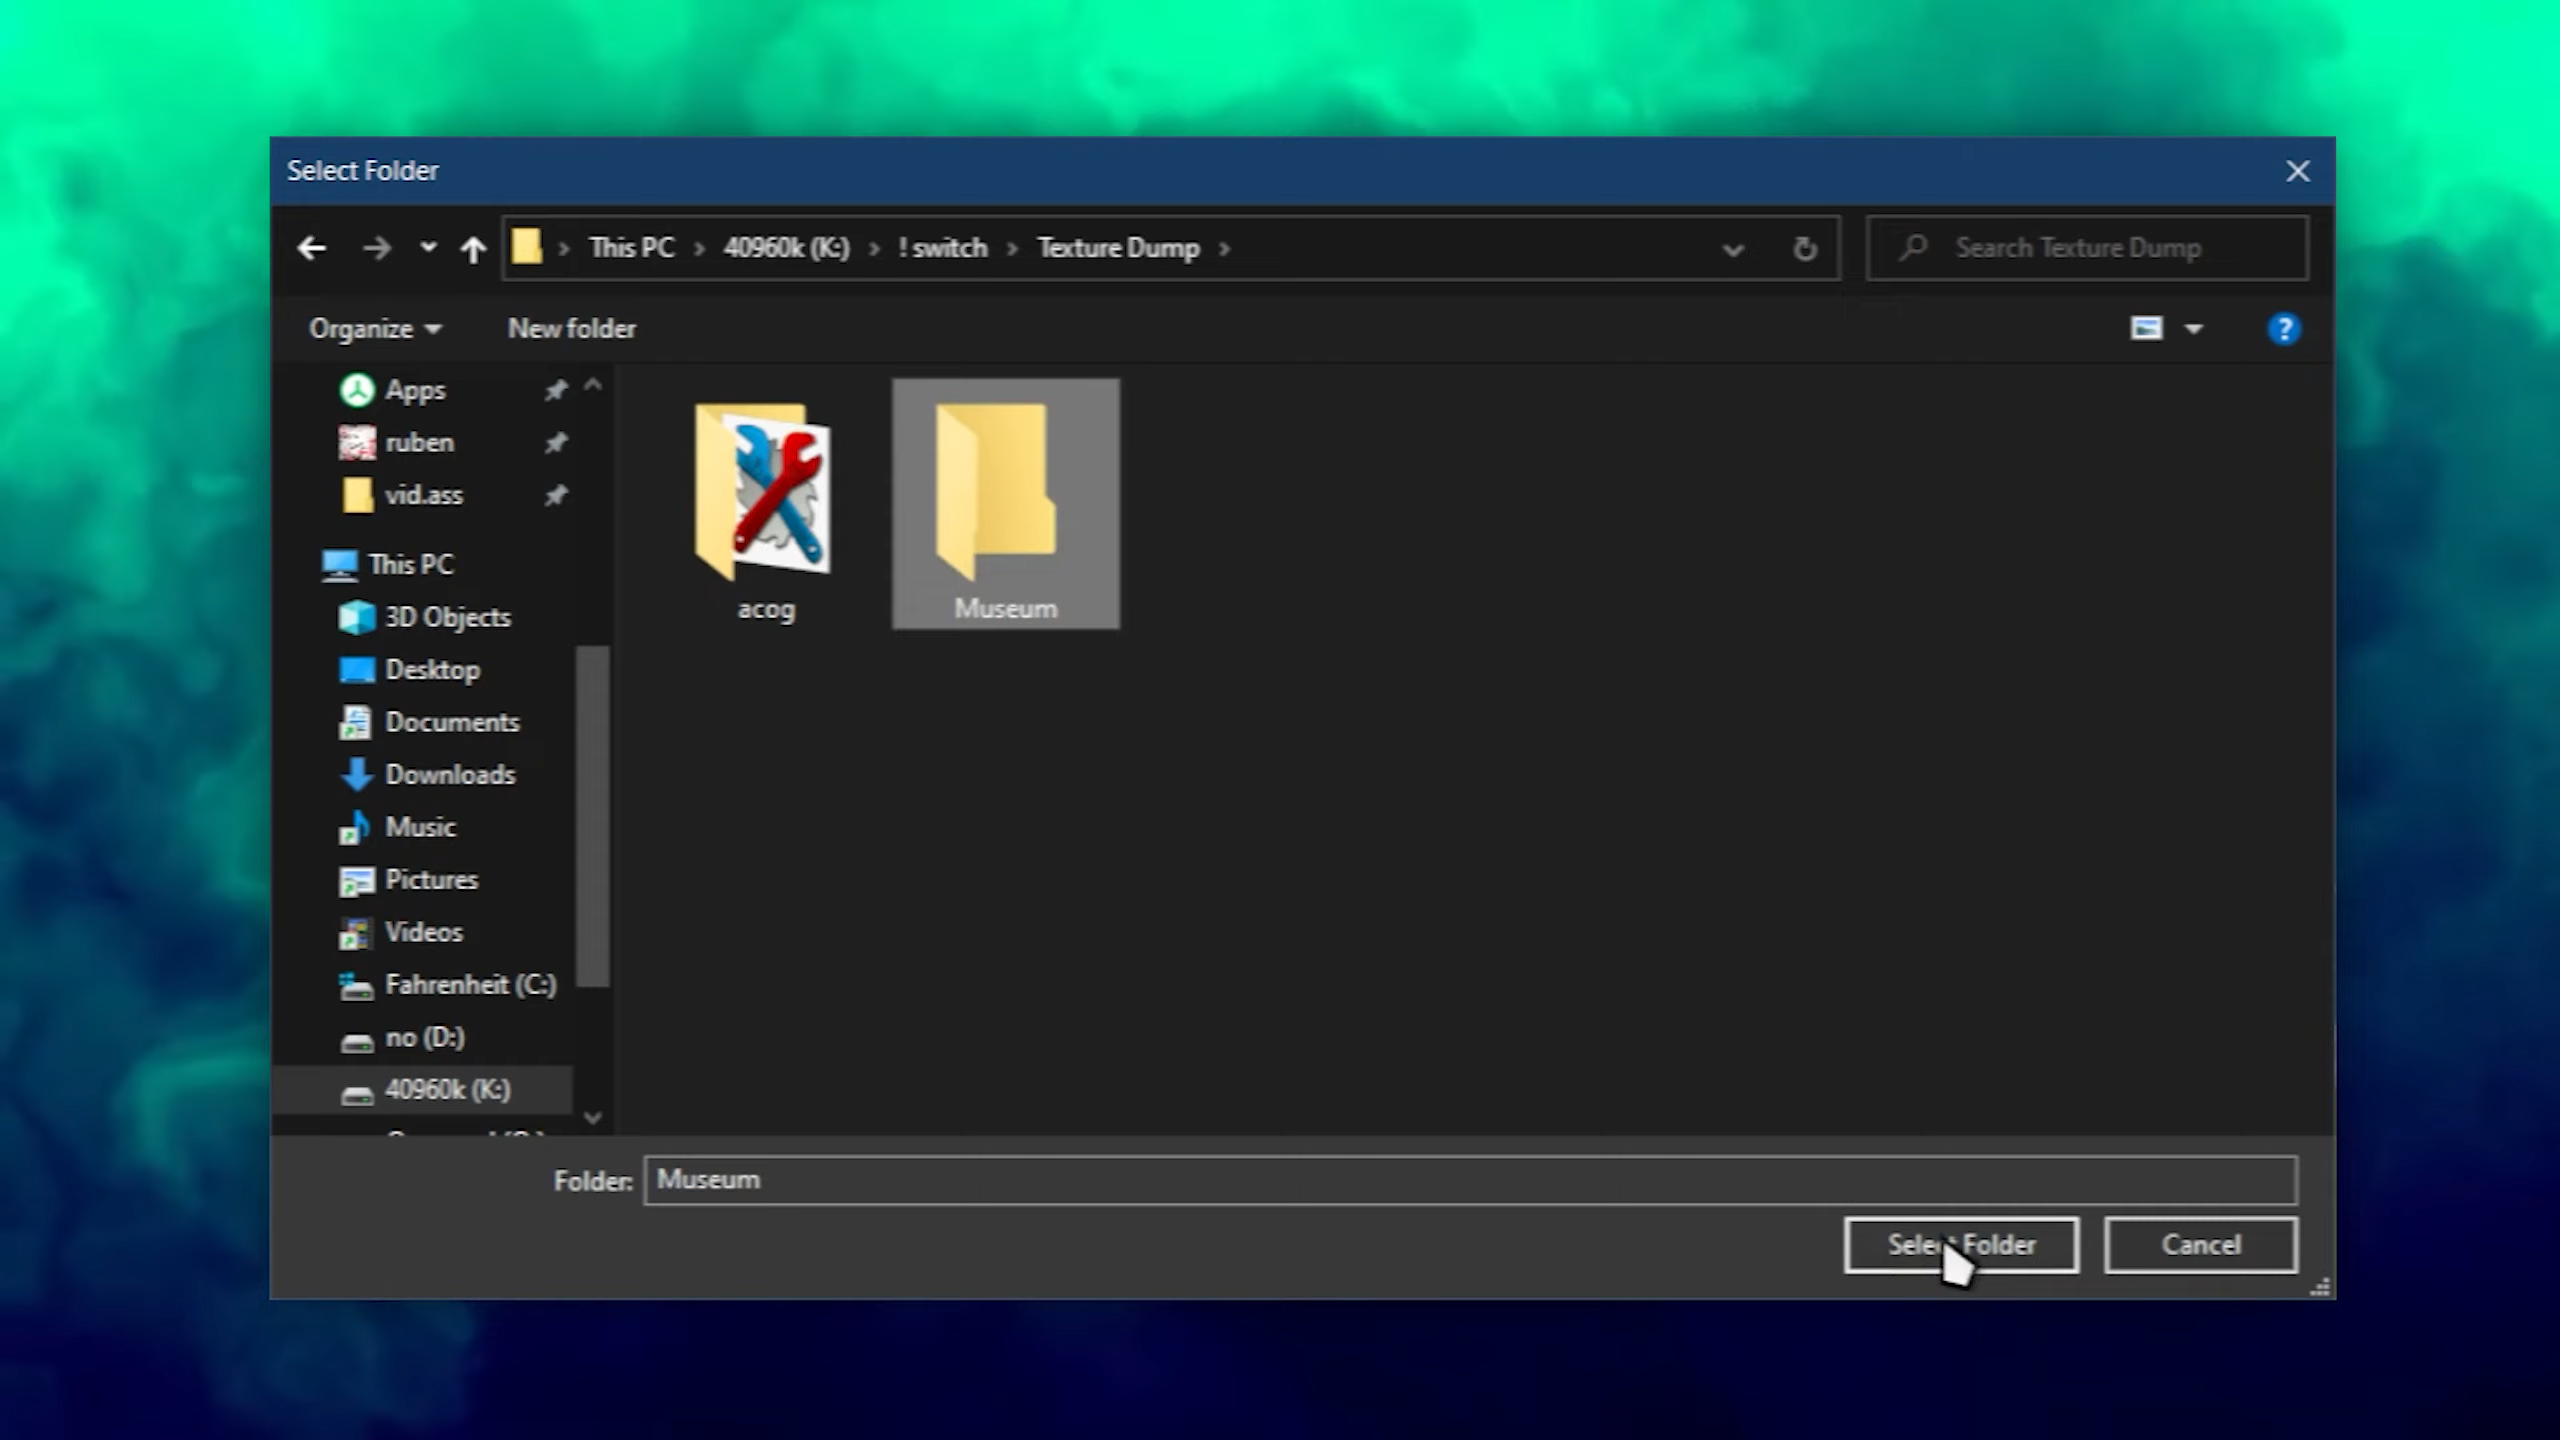 Select Folder
This PC > 40960k (K:) > ! switch > Texture Dump >
Search Texture Dump
Organize
New folder
Apps
ruben
vid.ass
This PC
3D Objects
Desktop
Documents
Downloads
Music
Pictures
Videos
Fahrenheit (C:)
no (D:)
40960k (K:)
acog
Museum
Folder: Museum
Select Folder
Cancel